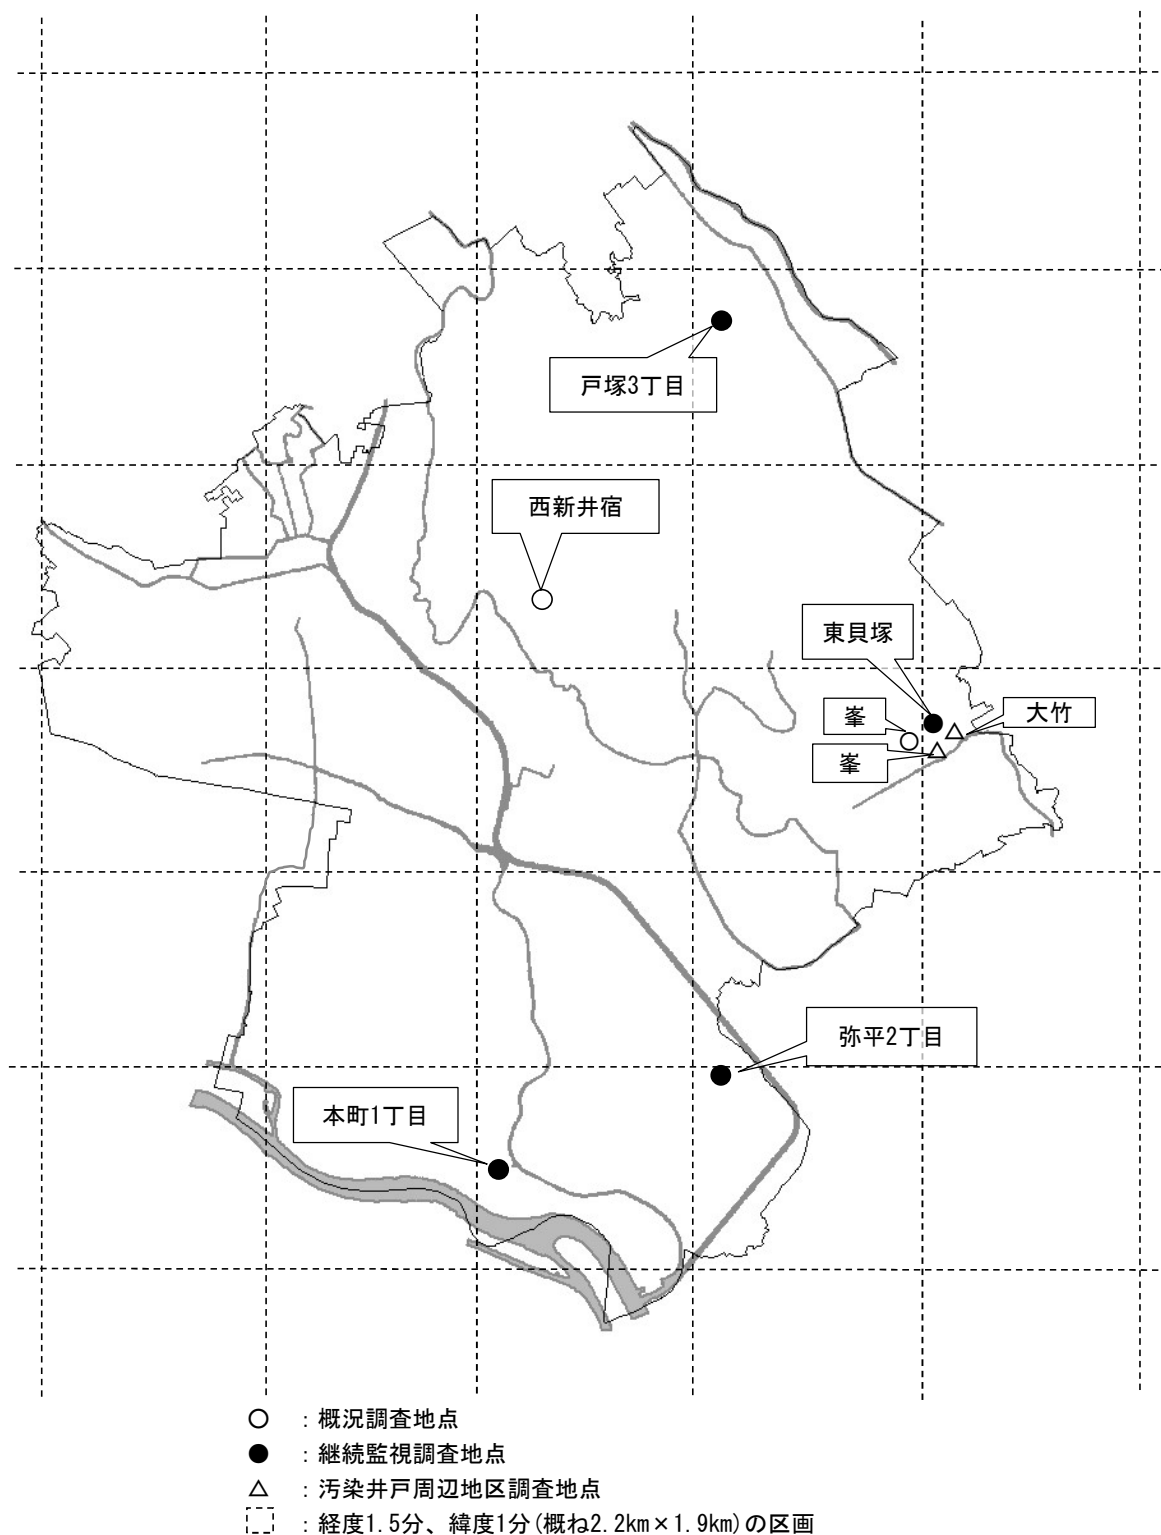 戸塚3丁目
西新井宿
東貝塚
大竹
峯
峯
弥平2丁目
本町1丁目
○ : 概況調査地点
● : 継続監視調査地点
△ : 汚染井戸周辺地区調査地点
: 経度1.5分、緯度1分(概ね2.2km×1.9km)の区画